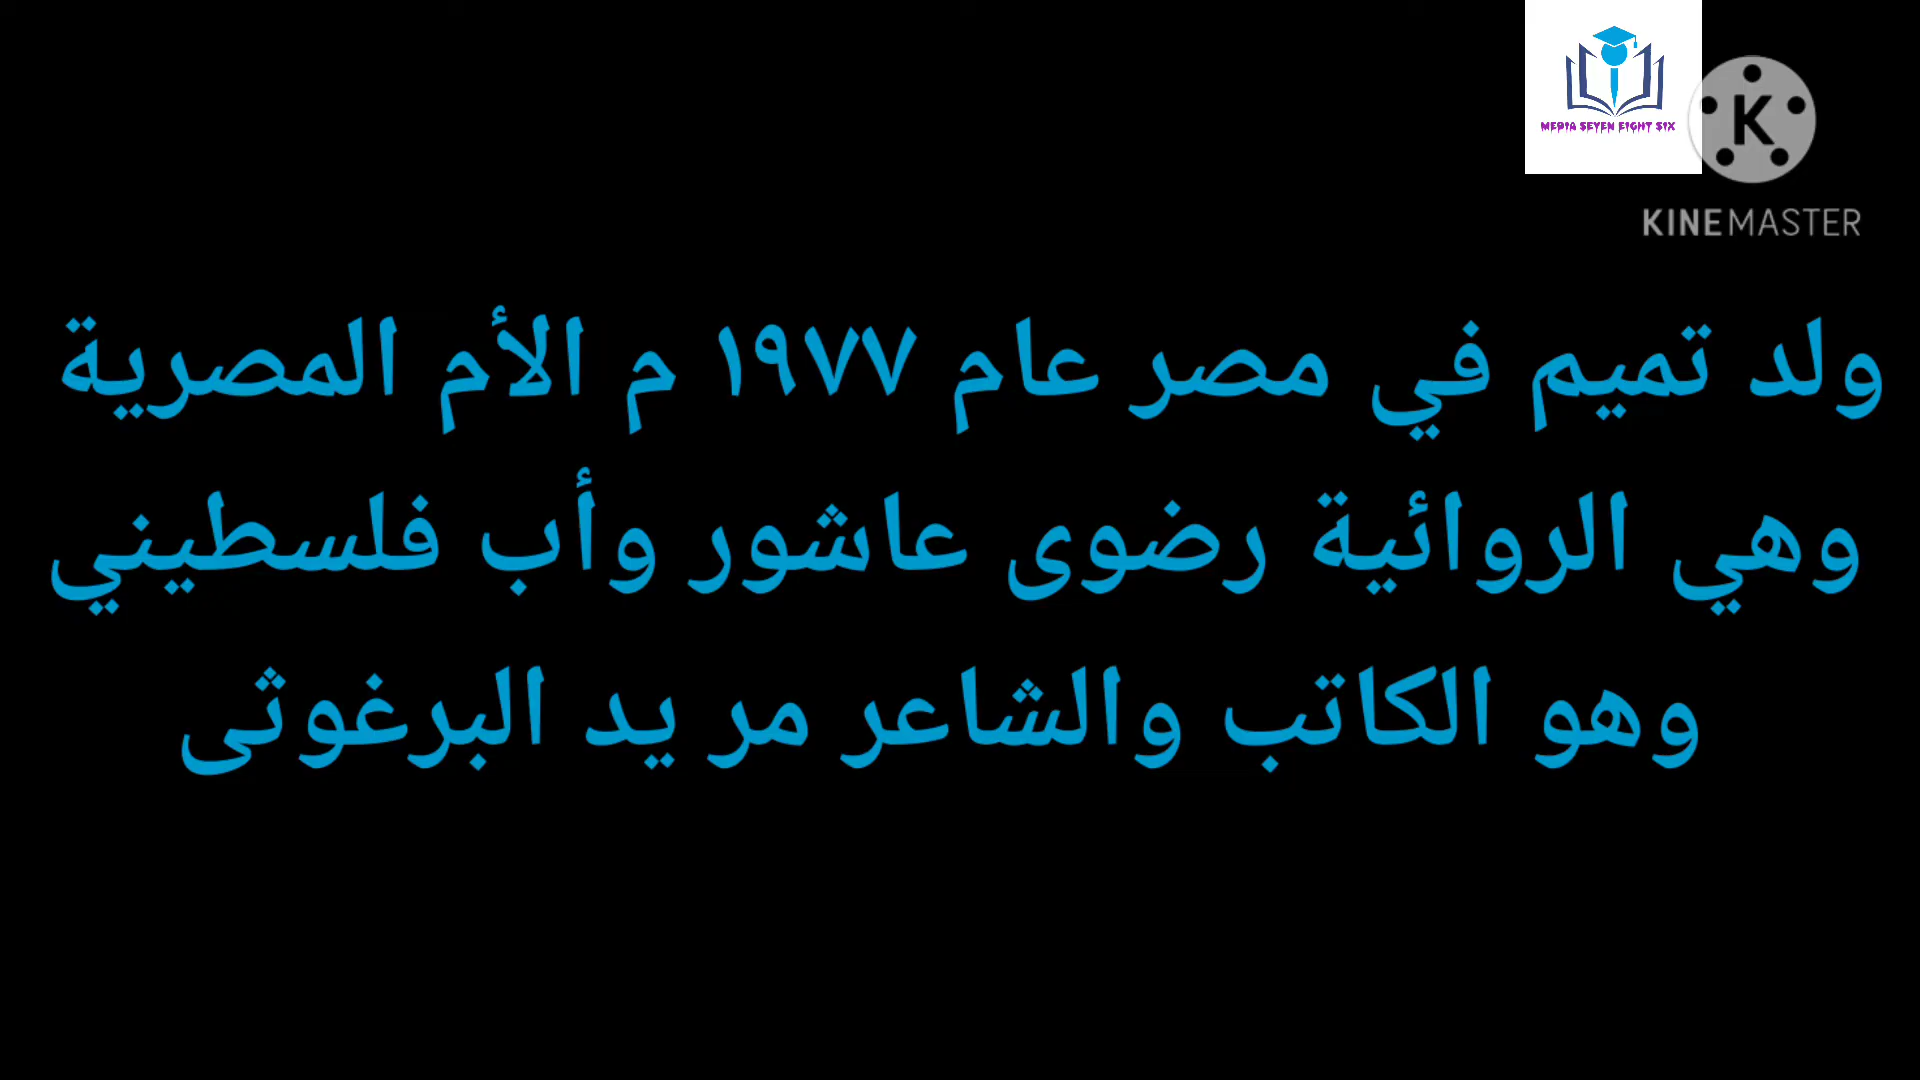 MEDIA SEVEN EIGHT SIX
K
KINEMASTER
ولد تميم في مصر عام ١٩٧٧ م الأم المصرية
وهي الروائية رضوى عاشور وأب فلسطيني
وهو الكاتب والشاعر مر يد البرغوثى